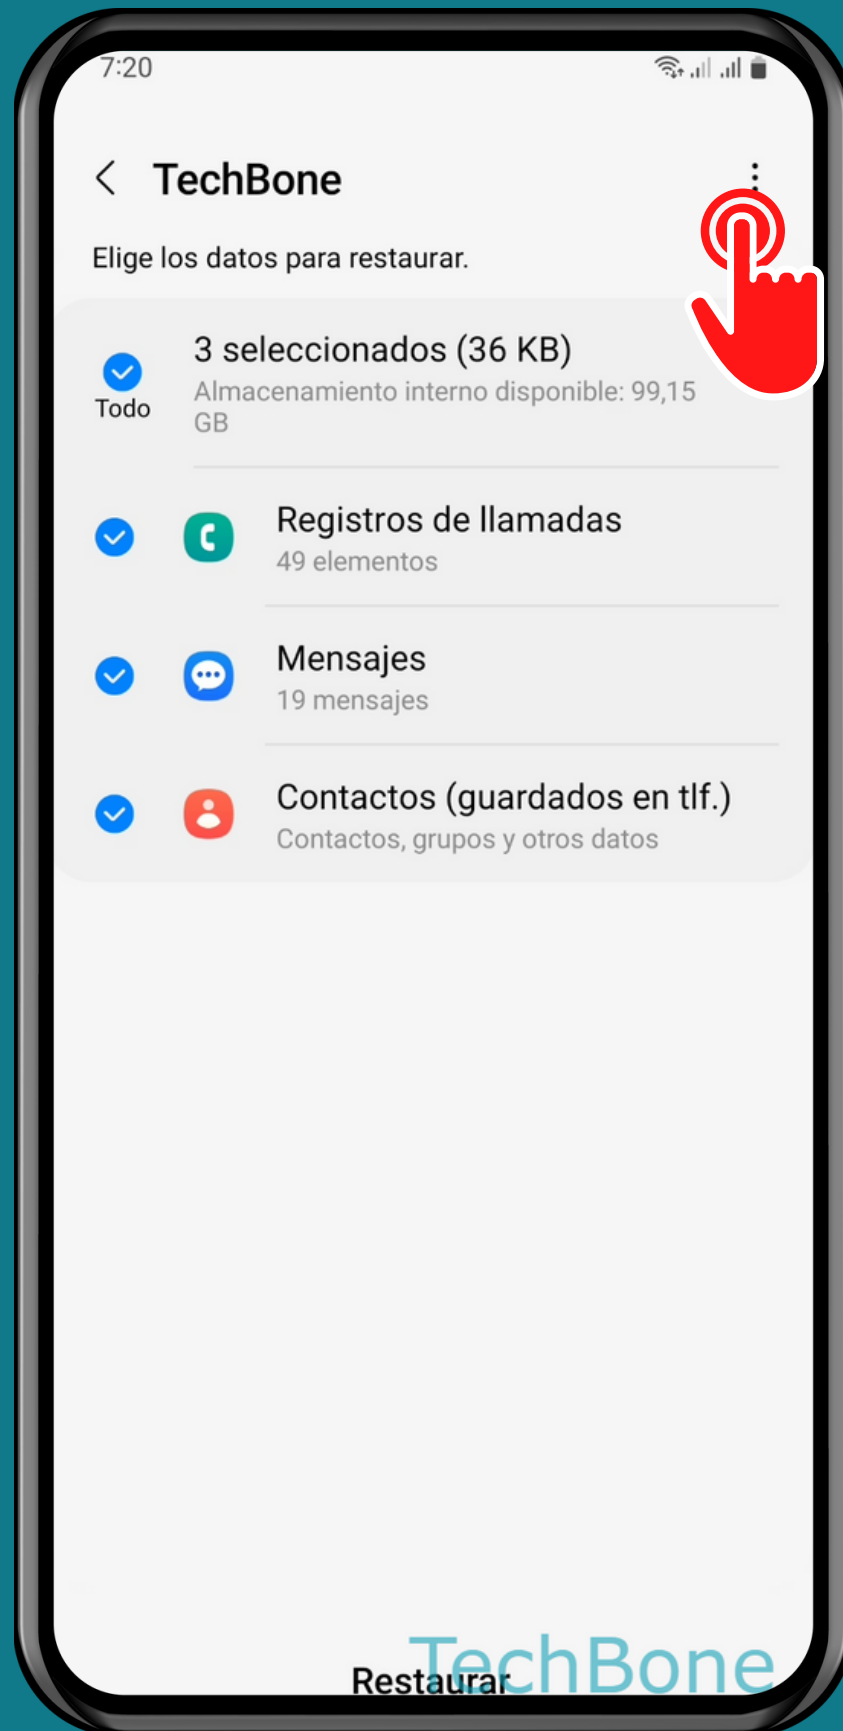 7:20
TechBone
Elige los datos para restaurar.
3 seleccionados (36 KB)
Almacenamiento interno disponible: 99,15
GB
Todo
Registros de llamadas
49 elementos
Mensajes
19 mensajes
Contactos (guardados en tlf.)
Contactos, grupos y otros datos
Restaurar
TechBone